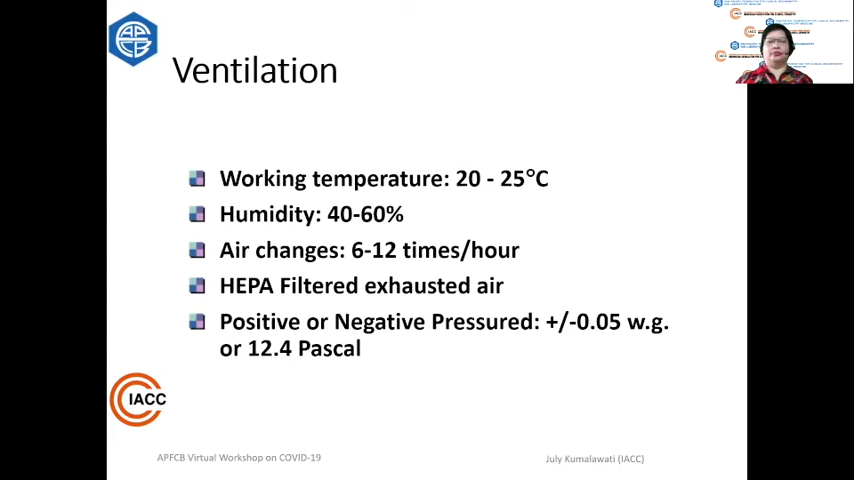 APFCB
Ventilation
Working temperature: 20 - 25°C
Humidity: 40-60%
Air changes: 6-12 times/hour
HEPA Filtered exhausted air
Positive or Negative Pressured: +/-0.05 w.g.
or 12.4 Pascal
IACC
APFCB Virtual Workshop on COVID-19
July Kumalawati (IACC)